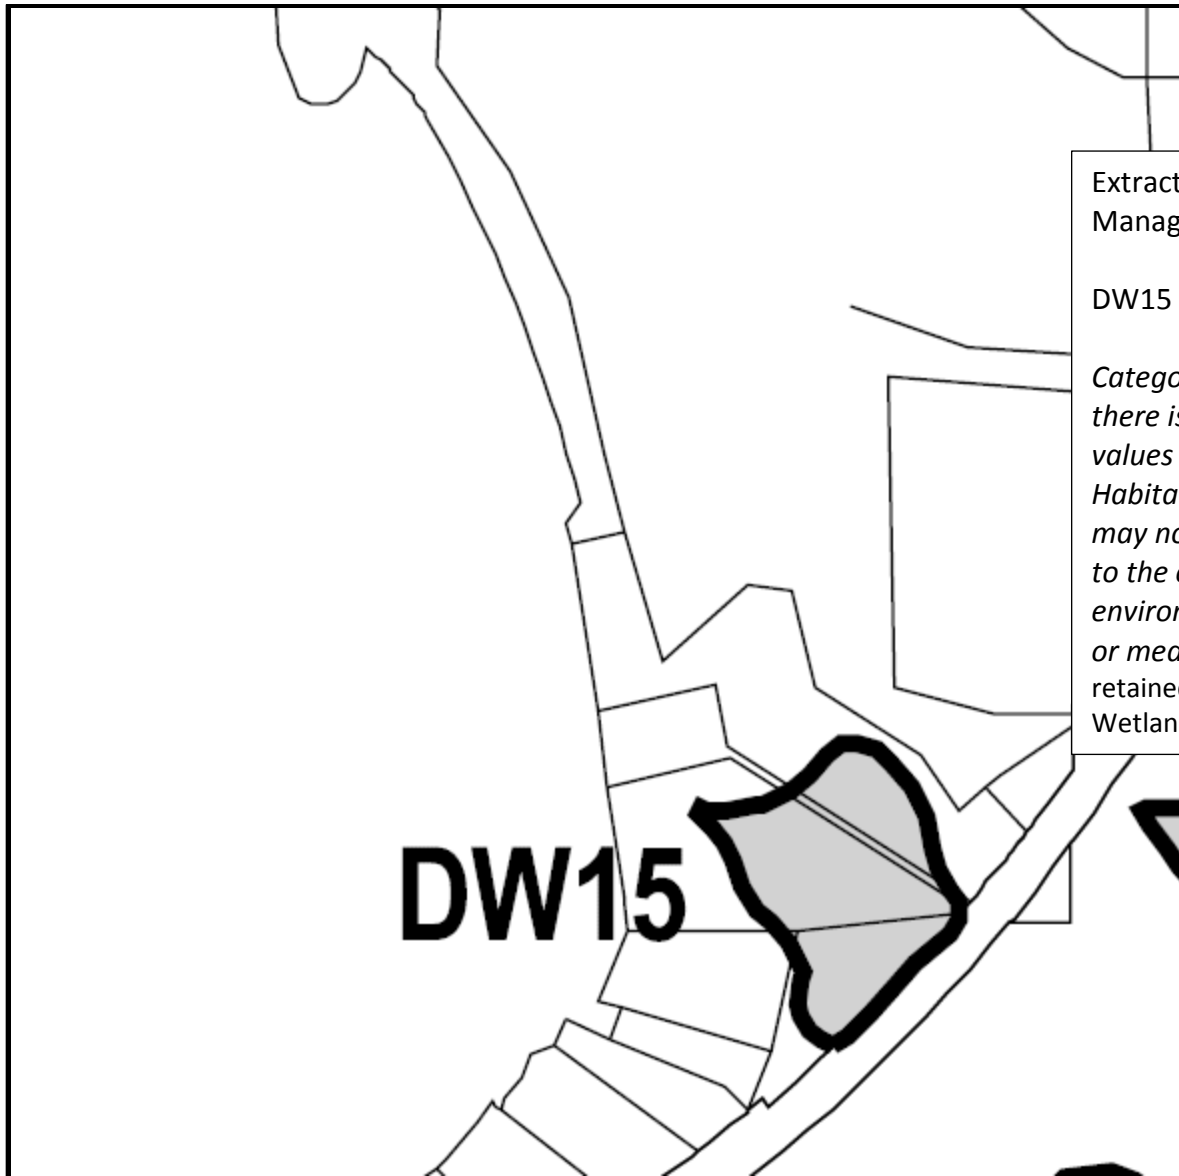 Extract
Manag
DW15
Catego
there is
values
Habita
may no
to the
enviror
or mea
retained
Wetlan
DW15